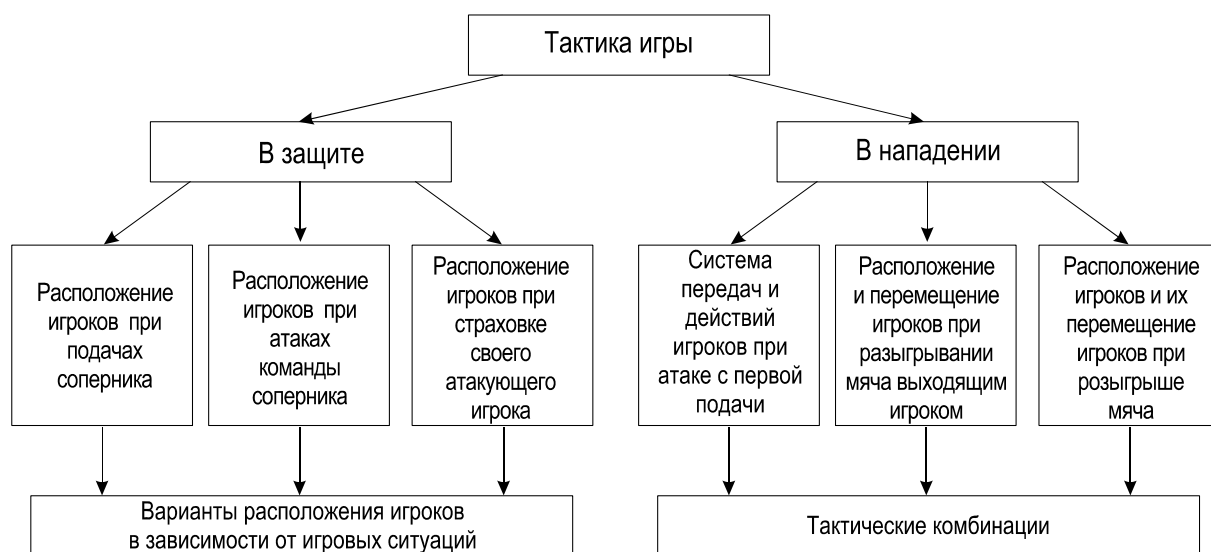 Тактика игры
В защите
В нападении
Расположение
игроков при
подачах
соперника
Расположение
игроков при
атаках
команды
соперника
Расположение
игроков при
страховке
своего
атакующего
игрока
Система
передач и
действий
игроков при
атаке с первой
подачи
Расположение
и перемещение
игроков при
разыгрывании
мяча выходящим
игроком
Расположение
игроков и их
перемещение
игроков при
розыгрыше
мяча
Варианты расположения игроков
в зависимости от игровых ситуаций
Тактические комбинации